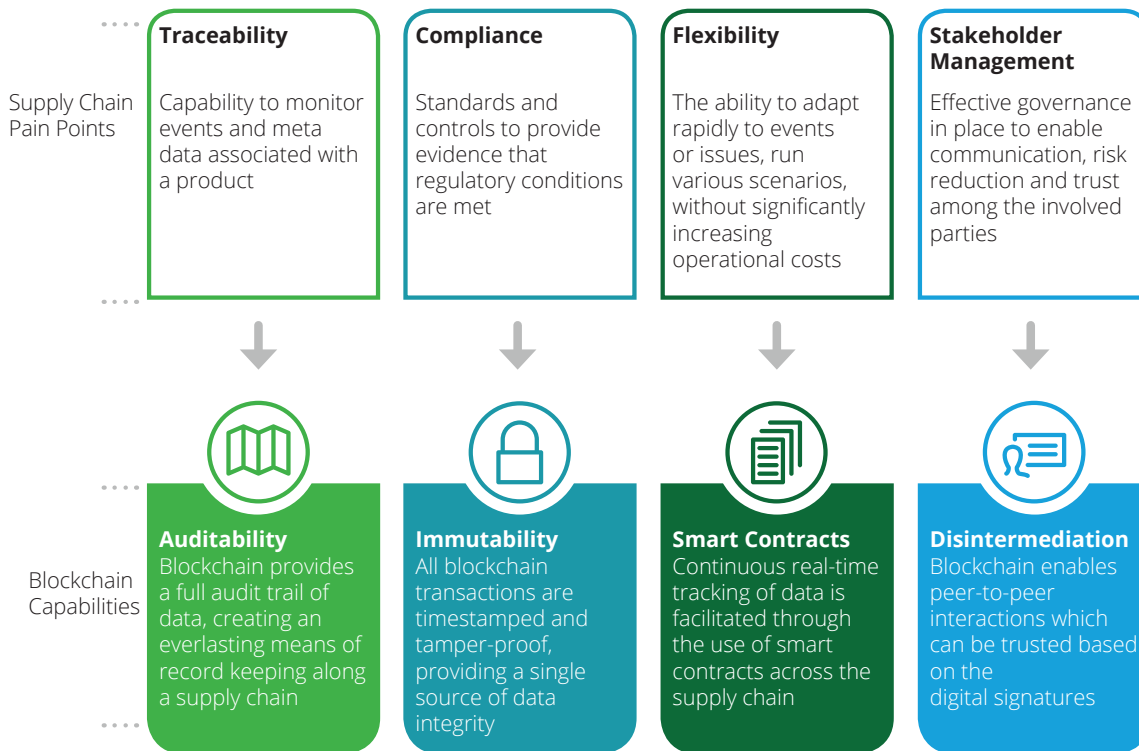 Supply Chain
Pain Points
Traceability
Capability to monitor
events and meta
data associated with
a product
Compliance
Standards and
controls to provide
evidence that
regulatory conditions
are met
Flexibility
The ability to adapt
rapidly to events
or issues, run
various scenarios,
without significantly
increasing
operational costs
Stakeholder
Management
Effective governance
in place to enable
communication, risk
reduction and trust
among the involved
parties
Blockchain
Capabilities
Auditability
Blockchain provides
a full audit trail of
data, creating an
everlasting means of
record keeping along
a supply chain
Immutability
All blockchain
transactions are
timestamped and
tamper-proof,
providing a single
source of data
integrity
Smart Contracts
Continuous real-time
tracking of data is
facilitated through
the use of smart
contracts across the
supply chain
Disintermediation
Blockchain enables
peer-to-peer
interactions which
can be trusted based
on the
digital signatures